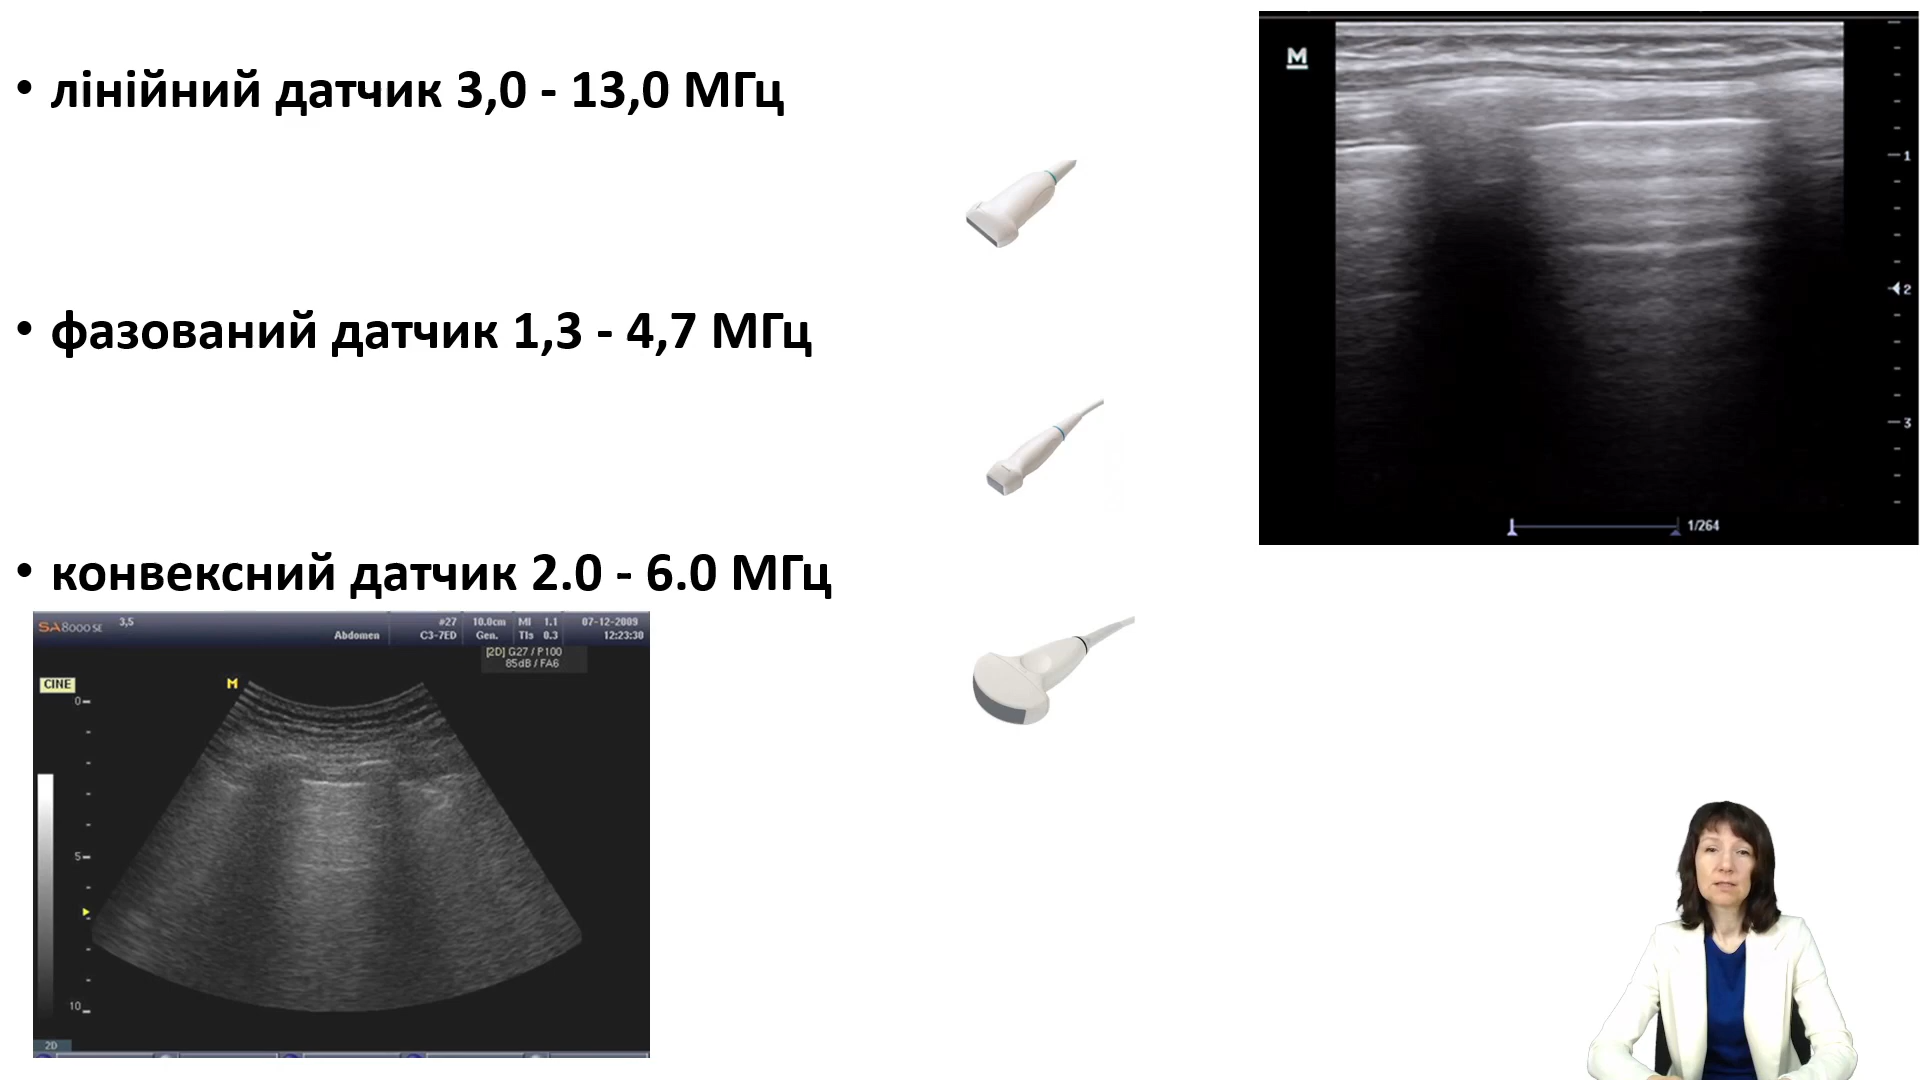 • лінійний датчик 3,0 - 13,0 МГц
M
1
2
3
1/264
• фазований датчик 1,3 - 4,7 МГц
• конвексний датчик 2.0 - 6.0 МГц
SA8000 SE 3,5 #27 10.0cm MI 1.1 07-12-2009
Abdomen C3-7ED Gen. TIs 0.3 12:23:30
[2D] G27 / P100
85dB / FA6
CINE
M
0
5
10
2D